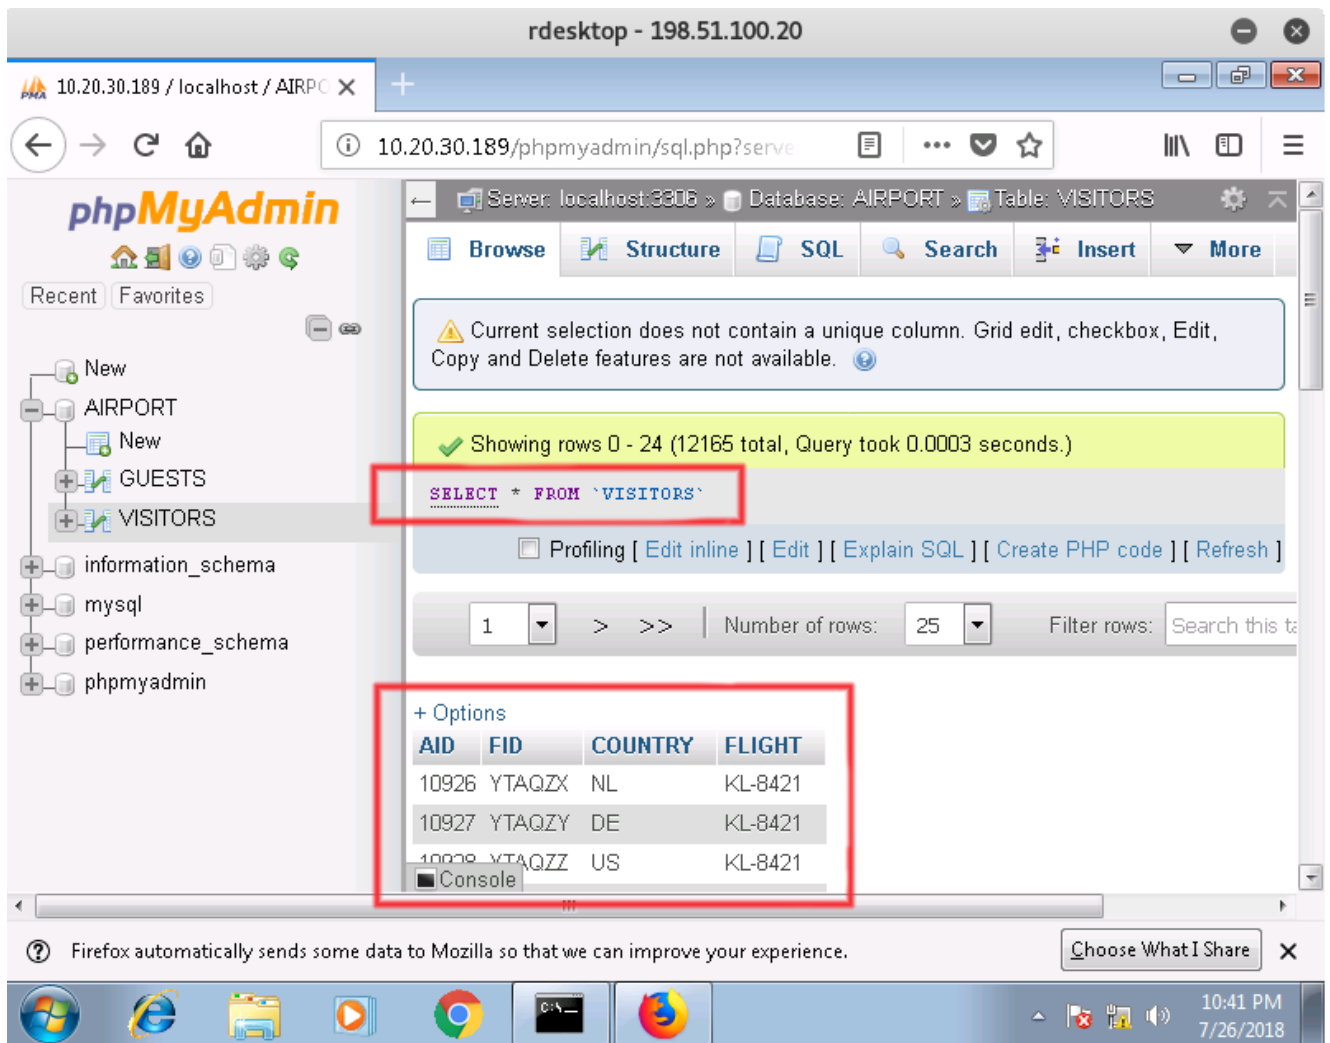 rdesktop - 198.51.100.20
10.20.30.189 / localhost / AIRPO
10.20.30.189/phpmyadmin/sql.php?serve
phpMyAdmin
Recent Favorites
New
AIRPORT
New
GUESTS
VISITORS
information_schema
mysql
performance_schema
phpmyadmin
Server: localhost:3306 » Database: AIRPORT » Table: VISITORS
Browse Structure SQL Search Insert More
Current selection does not contain a unique column. Grid edit, checkbox, Edit,
Copy and Delete features are not available.
Showing rows 0 - 24 (12165 total, Query took 0.0003 seconds.)
SELECT * FROM `VISITORS`
Profiling [ Edit inline ] [ Edit ] [ Explain SQL ] [ Create PHP code ] [ Refresh ]
1 > >> | Number of rows: 25 Filter rows: Search this ta
+ Options
AID FID COUNTRY FLIGHT
10926 YTAQZX NL KL-8421
10927 YTAQZY DE KL-8421
10928 YTAQZZ US KL-8421
Console
Firefox automatically sends some data to Mozilla so that we can improve your experience. Choose What I Share
10:41 PM
7/26/2018